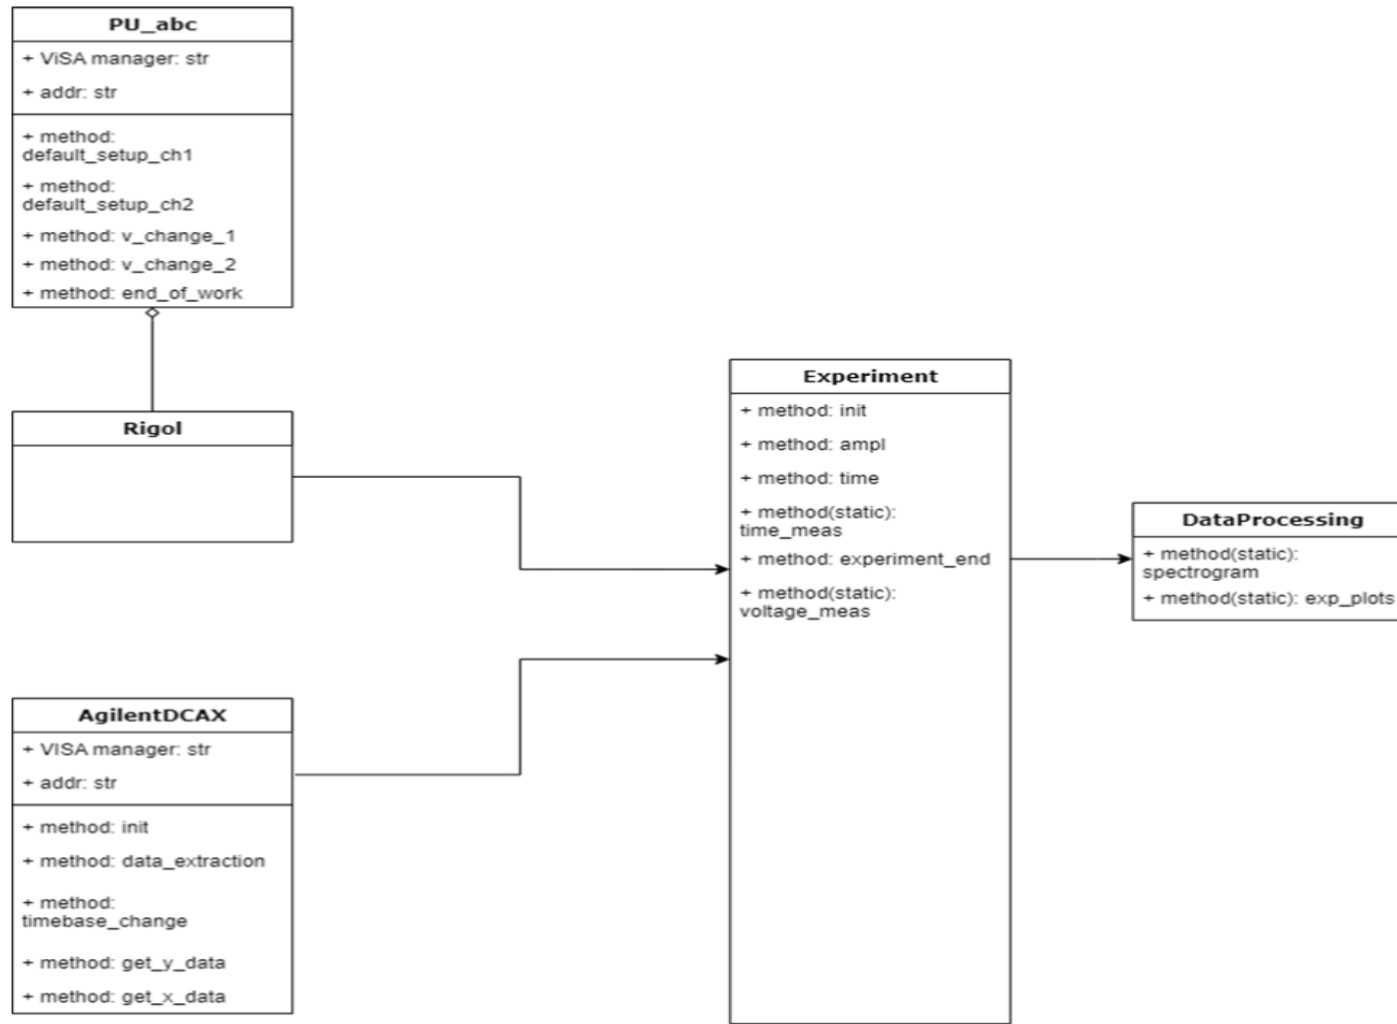 PU_abc
+ ViSA manager: str
+ addr: str
+ method:
default_setup_ch1
+ method:
default_setup_ch2
+ method: v_change_1
+ method: v_change_2
+ method: end_of_work
Rigol
AgilentDCAX
+ VISA manager: str
+ addr: str
+ method: init
+ method: data_extraction
+ method:
timebase_change
+ method: get_y_data
+ method: get_x_data
Experiment
+ method: init
+ method: ampl
+ method: time
+ method(static):
time_meas
+ method: experiment_end
+ method(static):
voltage_meas
DataProcessing
+ method(static):
spectrogram
+ method(static): exp_plots